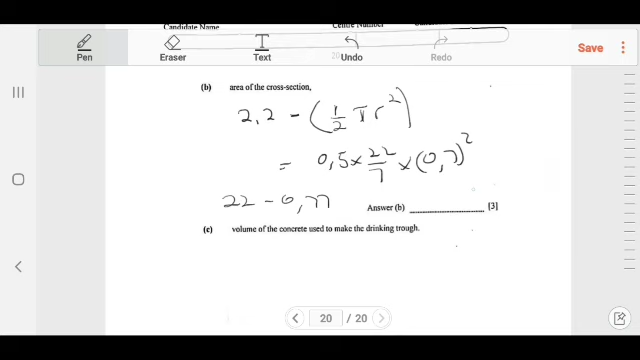 Candidate Name Centre Number
Pen
Eraser
Text
Undo
Redo
20
(b) area of the cross-section,
2,2 - (1/2 π r²)
= 0,5 × 22/7 × (0,7)²
22 - 0,77
Answer (b) ____________ [3]
(c) volume of the concrete used to make the drinking trough.
20 / 20